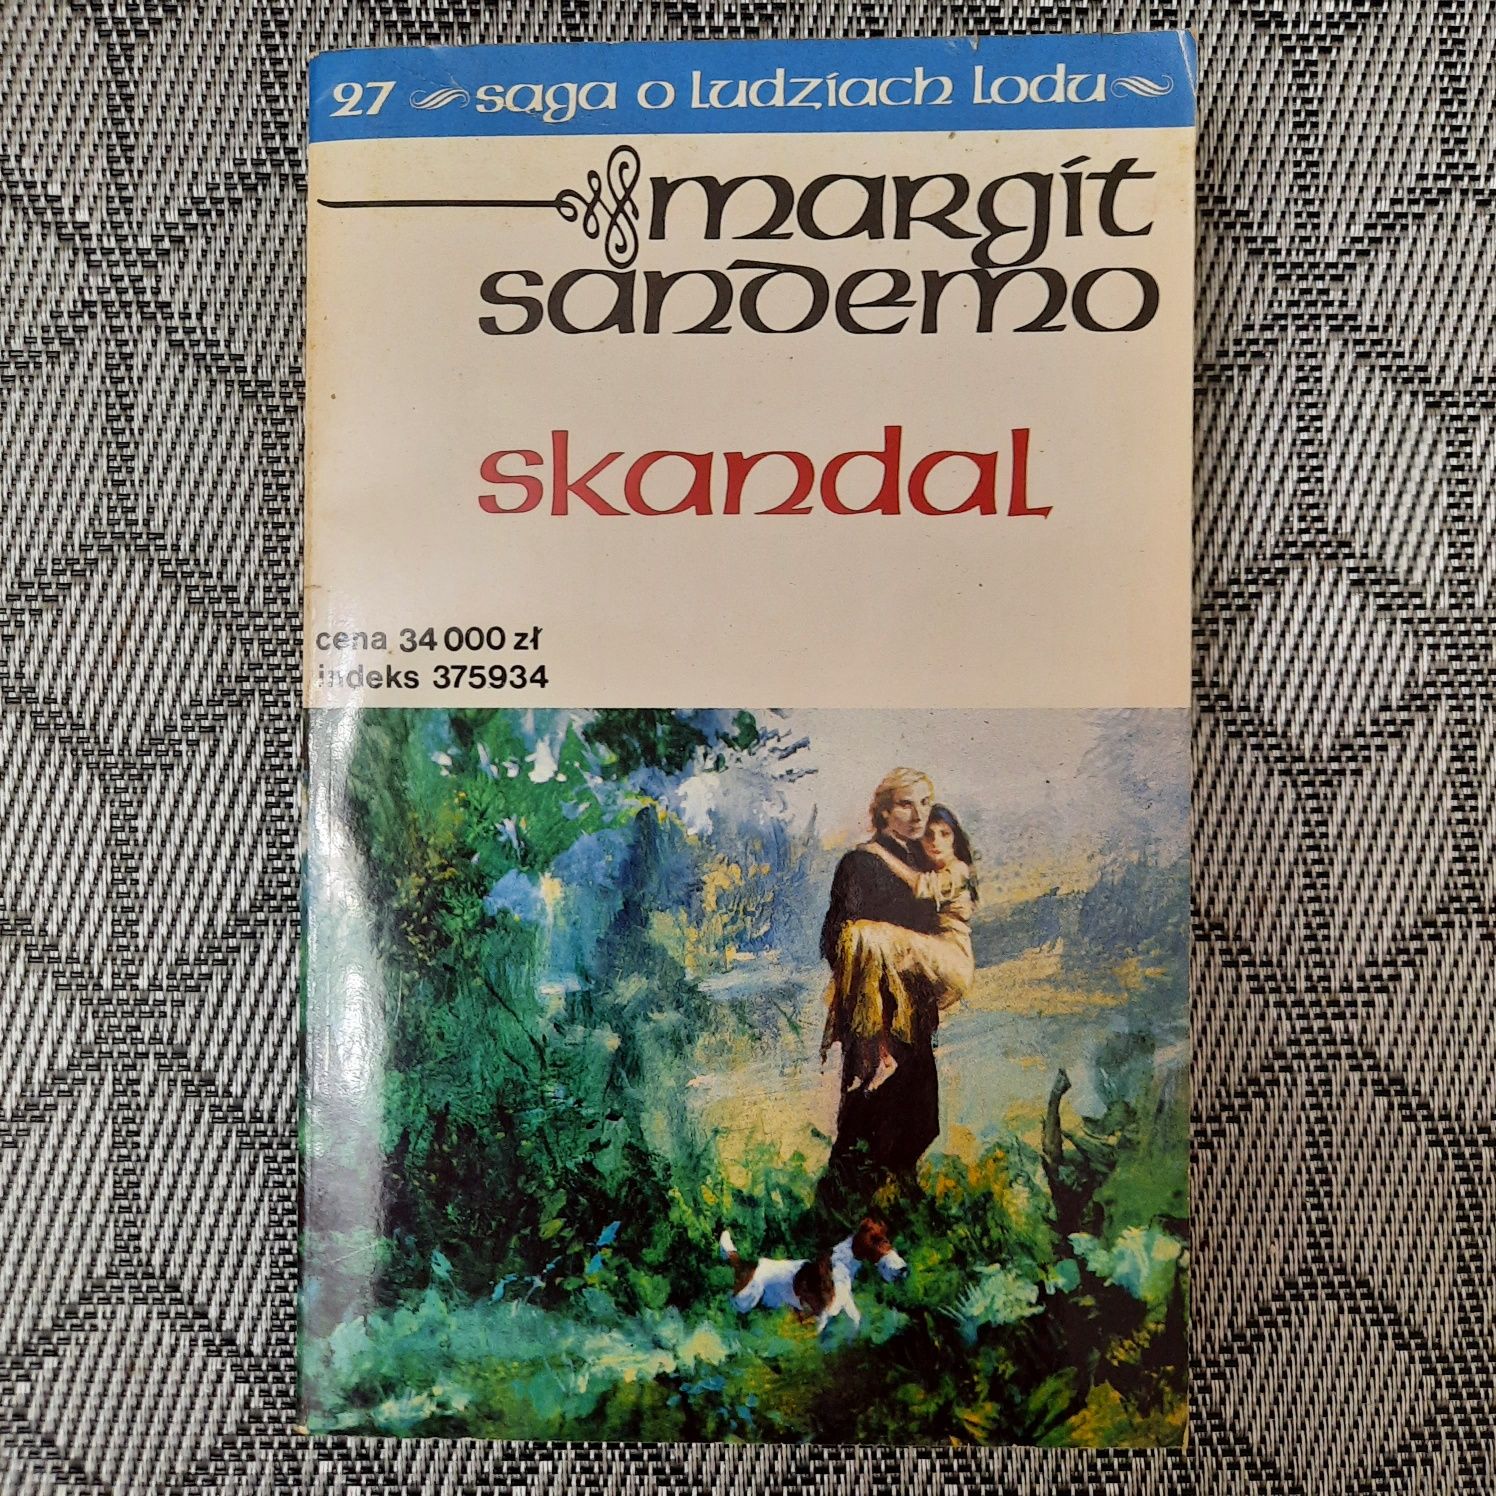 27 saga o ludziach lodu
margit
sandemo
skandal
cena 34 000 zł
indeks 375934